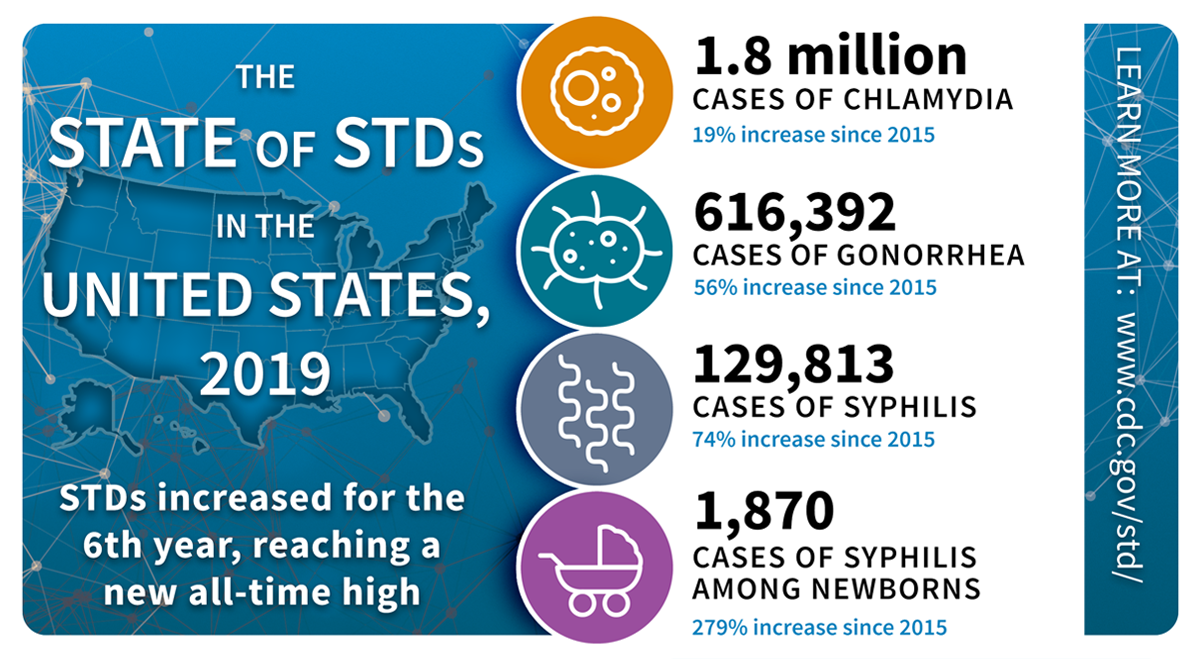 THE
STATE OF STDs
IN THE
UNITED STATES,
2019
STDs increased for the
6th year, reaching a
new all-time high
1.8 million
CASES OF CHLAMYDIA
19% increase since 2015
616,392
CASES OF GONORRHEA
56% increase since 2015
129,813
CASES OF SYPHILIS
74% increase since 2015
1,870
CASES OF SYPHILIS
AMONG NEWBORNS
279% increase since 2015
LEARN MORE AT: www.cdc.gov/std/